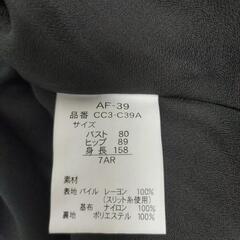 AF-39
品番 CC3-C39A
サイズ
バスト 80
ヒップ 89
身長 158
7AR
素材
表地 パイル レーヨン 100%
(スリット糸使用)
基布 ナイロン 100%
裏地 ポリエステル 100%